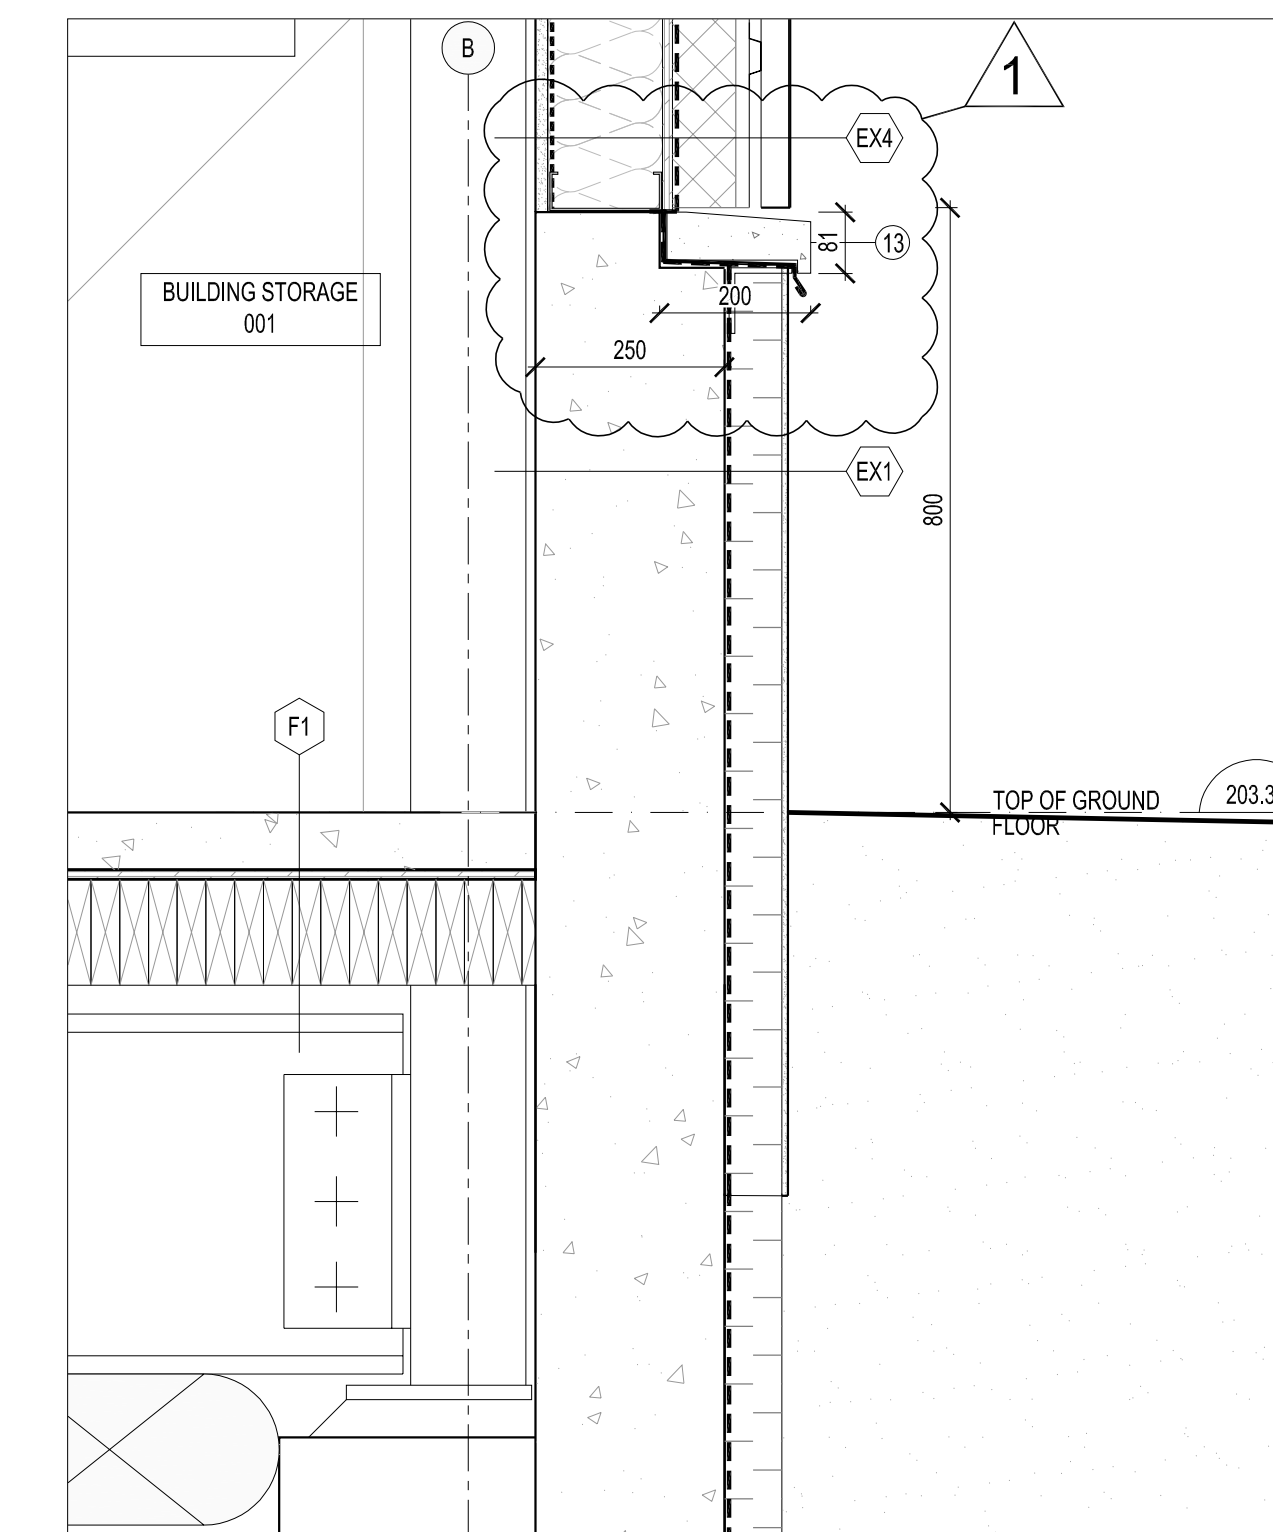 B
1
EX4
81
13
BUILDING STORAGE
001
200
250
EX1
800
F1
203.3
TOP OF GROUND
FLOOR